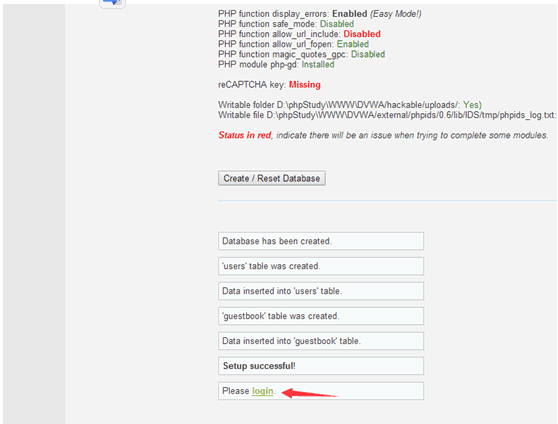 PHP function display_errors: Enabled (Easy Mode!)
PHP function safe_mode: Disabled
PHP function allow_url_include: Disabled
PHP function allow_url_fopen: Enabled
PHP function magic_quotes_gpc: Disabled
PHP module php-gd: Installed
reCAPTCHA key: Missing
Writable folder D:\phpStudy\WWW\DVWA/hackable/uploads/: Yes)
Writable file D:\phpStudy\WWW\DVWA/external/phpids/0.6/lib/IDS/tmp/phpids_log.txt:
Status in red, indicate there will be an issue when trying to complete some modules.
Create / Reset Database
Database has been created.
'users' table was created.
Data inserted into 'users' table.
'guestbook' table was created.
Data inserted into 'guestbook' table.
Setup successful!
Please login.